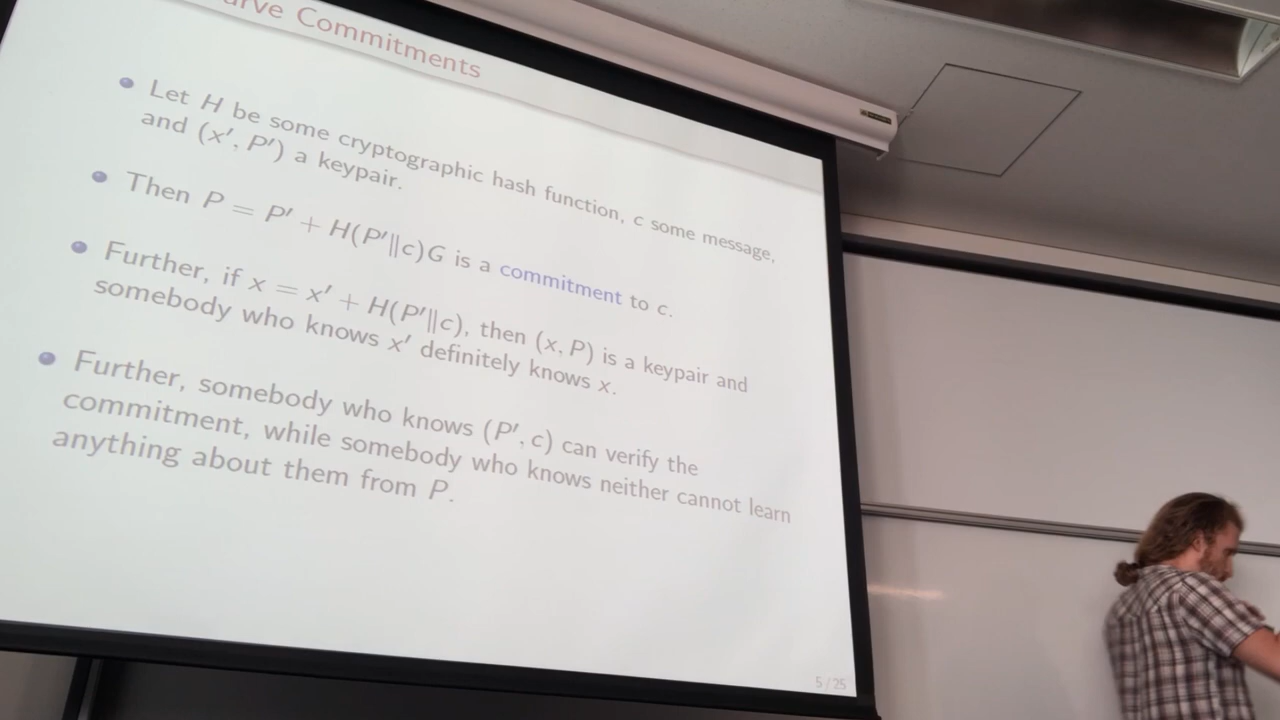 Commitments
Let H be some cryptographic hash function, c some message,
and (x′, P′) a keypair.
Then P = P′ + H(P′‖c)G is a commitment to c.
Further, if x = x′ + H(P′‖c), then (x, P) is a keypair and
somebody who knows x′ definitely knows x.
Further, somebody who knows (P′, c) can verify the
commitment, while somebody who knows neither cannot learn
anything about them from P.
5 / 25